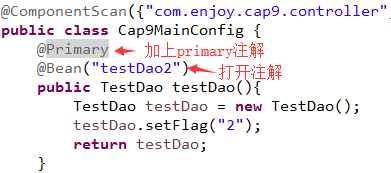 @ComponentScan({"com.enjoy.cap9.controller",
public class Cap9MainConfig {
@Primary 加上primary注解
@Bean("testDao2") 打开注解
public TestDao testDao(){
TestDao testDao = new TestDao();
testDao.setFlag("2");
return testDao;
}